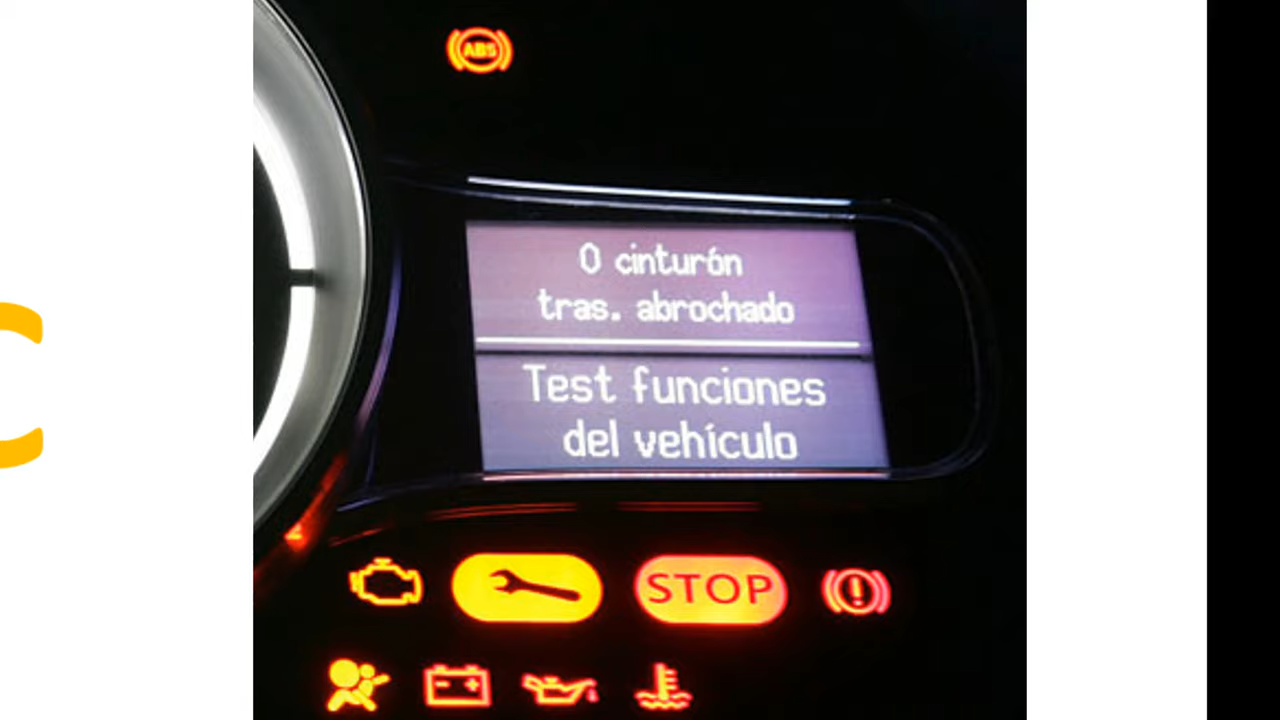 ABS
0 cinturón
tras. abrochado
Test funciones
del vehículo
STOP